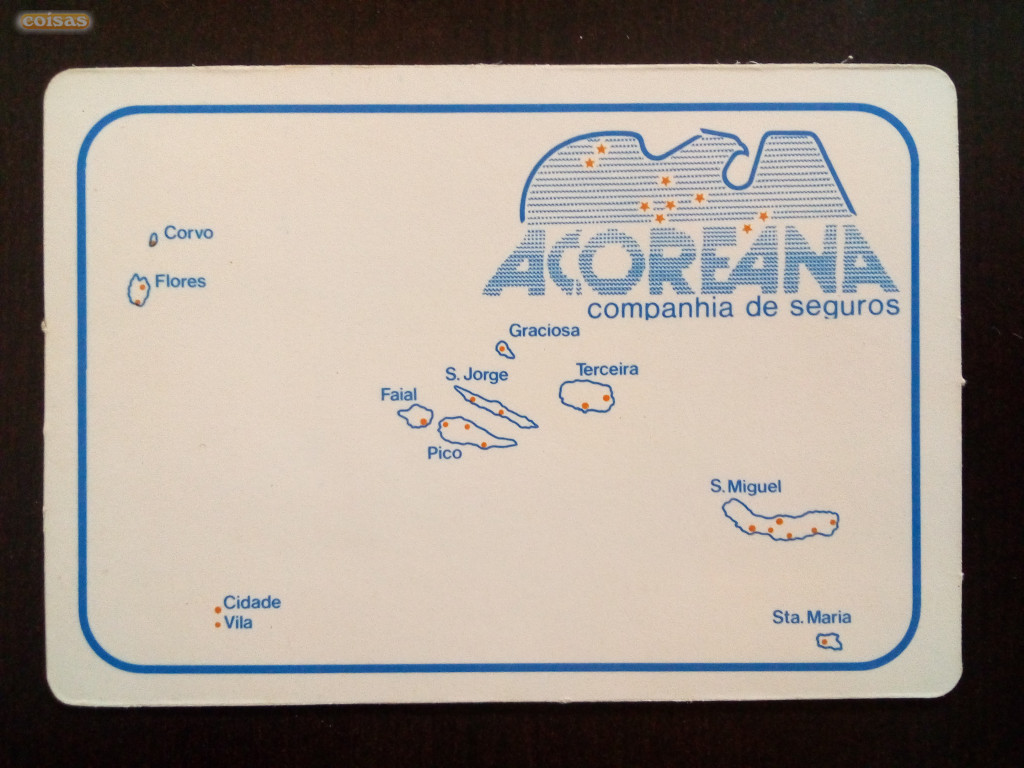 coisas
Corvo
Flores
AÇOREANA
companhia de seguros
Graciosa
S. Jorge
Terceira
Faial
Pico
S. Miguel
Cidade
Vila
Sta. Maria